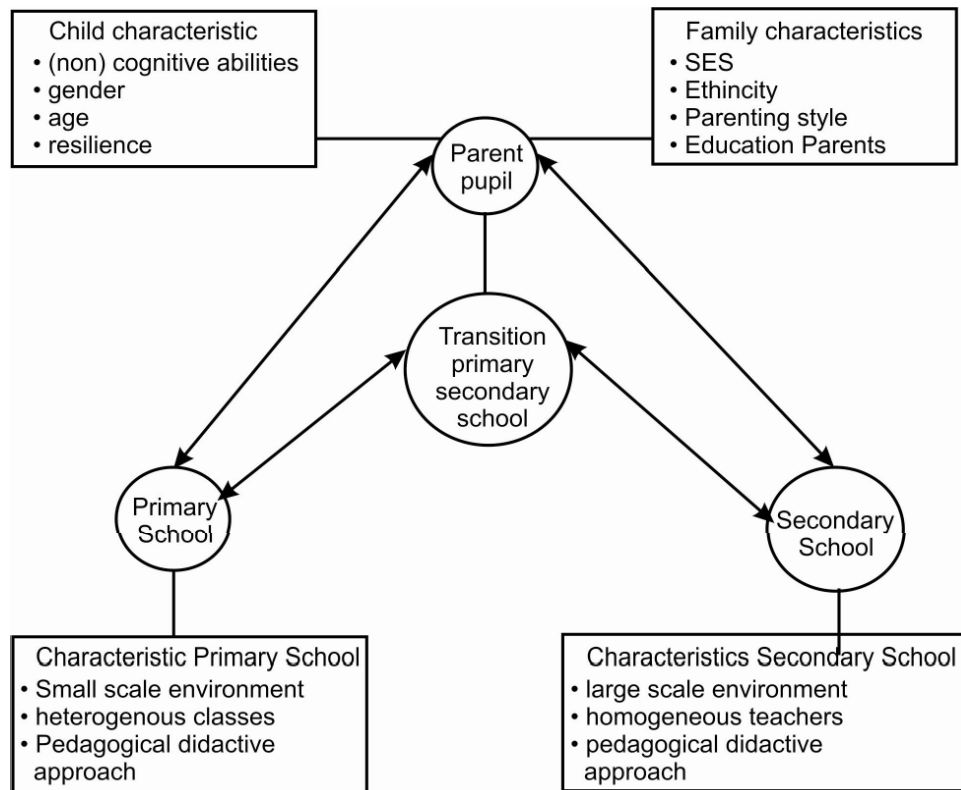 Child characteristic
• (non) cognitive abilities
• gender
• age
• resilience
Family characteristics
• SES
• Ethincity
• Parenting style
• Education Parents
Parent
pupil
Transition
primary
secondary
school
Primary
School
Secondary
School
Characteristic Primary School
• Small scale environment
• heterogenous classes
• Pedagogical didactive
approach
Characteristics Secondary School
• large scale environment
• homogeneous teachers
• pedagogical didactive
approach